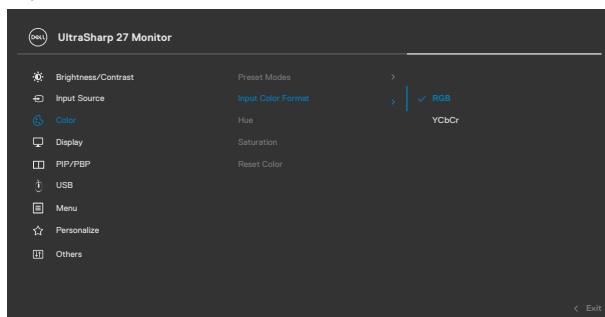 DELL UltraSharp 27 Monitor
Brightness/Contrast Preset Modes >
Input Source Input Color Format > RGB
Color Hue YCbCr
Display Saturation
PIP/PBP Reset Color
USB
Menu
Personalize
Others
< Exit